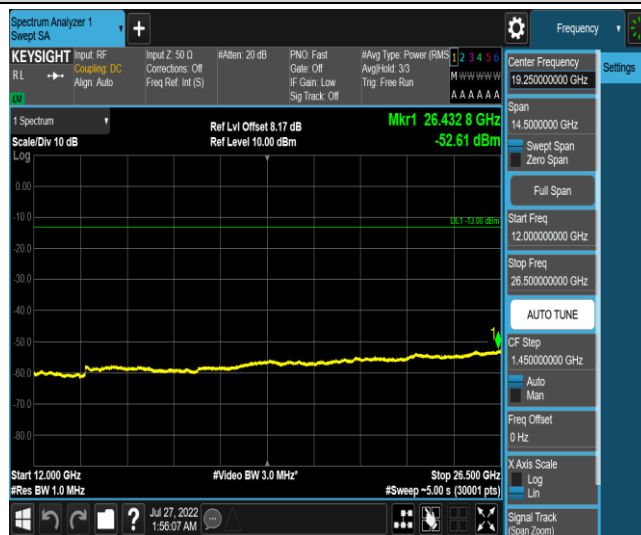 Spectrum Analyzer 1
Swept SA
+
Frequency
KEYSIGHT
RL
Input: RF
Coupling: DC
Align: Auto
Input Z: 50 Ω
Corrections: Off
Freq Ref: Int (S)
#Atten: 20 dB
PNO: Fast
Gate: Off
IF Gain: Low
Sig Track: Off
#Avg Type: Power (RMS
Avg|Hold: 3/3
Trig: Free Run
1 2 3 4 5 6
M W W W W W
A A A A A A
Settings
1 Spectrum
Scale/Div 10 dB
Log
Ref Lvl Offset 8.17 dB
Ref Level 10.00 dBm
Mkr1 26.432 8 GHz
-52.61 dBm
0.00
-10.0
-20.0
-30.0
-40.0
-50.0
-60.0
-70.0
-80.0
DL1 -13.00 dBm
1
Start 12.000 GHz
#Res BW 1.0 MHz
#Video BW 3.0 MHz*
Stop 26.500 GHz
#Sweep ~5.00 s (30001 pts)
Center Frequency
19.250000000 GHz
Span
14.5000000 GHz
Swept Span
Zero Span
Full Span
Start Freq
12.000000000 GHz
Stop Freq
26.500000000 GHz
AUTO TUNE
CF Step
1.450000000 GHz
Auto
Man
Freq Offset
0 Hz
X Axis Scale
Log
Lin
Signal Track
(Span Zoom)
?
Jul 27, 2022
1:56:07 AM